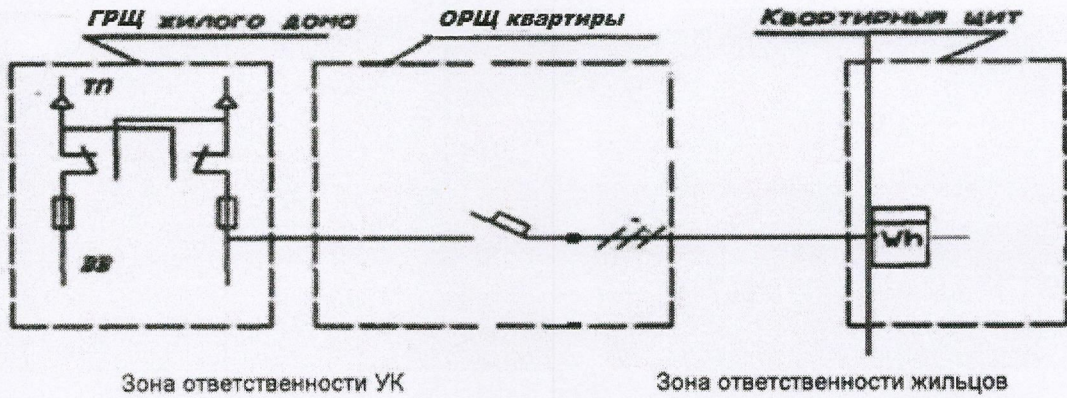 ГРЩ жилого дома
ОРЩ квартиры
Квартирный щит
ТП
ВВ
Wh
Зона ответственности УК
Зона ответственности жильцов